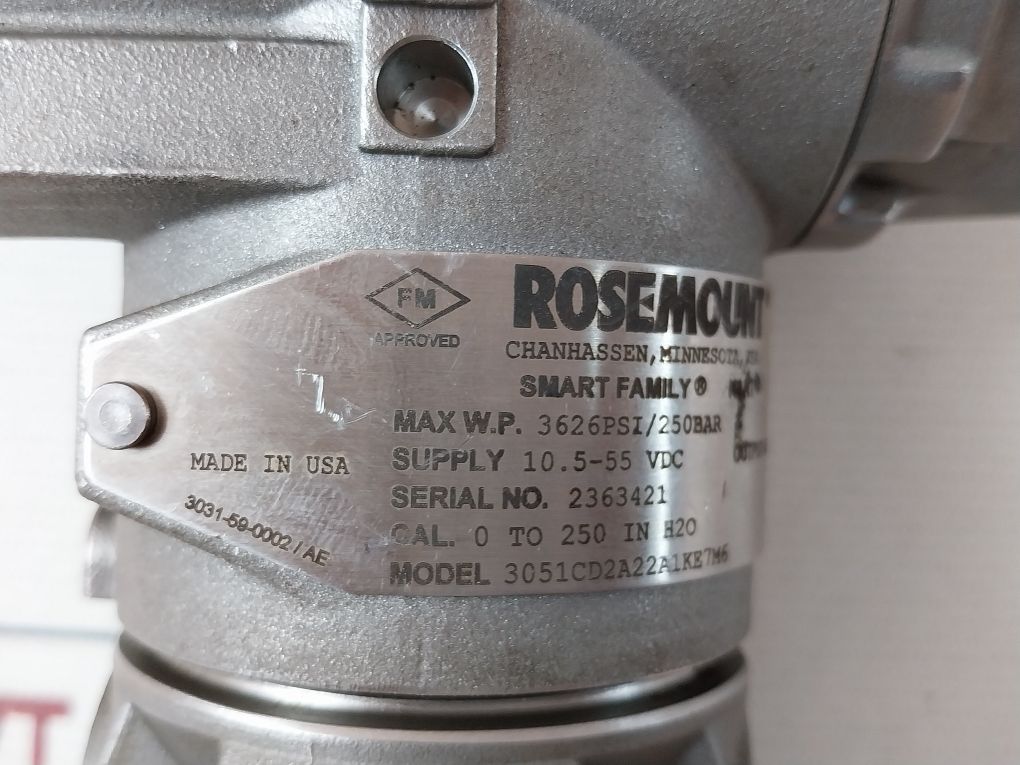 FM
APPROVED
ROSEMOUNT
CHANHASSEN, MINNESOTA,
SMART FAMILY®
MAX W.P. 3626PSI/250BAR
SUPPLY 10.5-55 VDC
MADE IN USA
SERIAL NO. 2363421
3031-59-0002 / AE
CAL. 0 TO 250 IN H2O
MODEL 3051CD2A22A1KE7M6